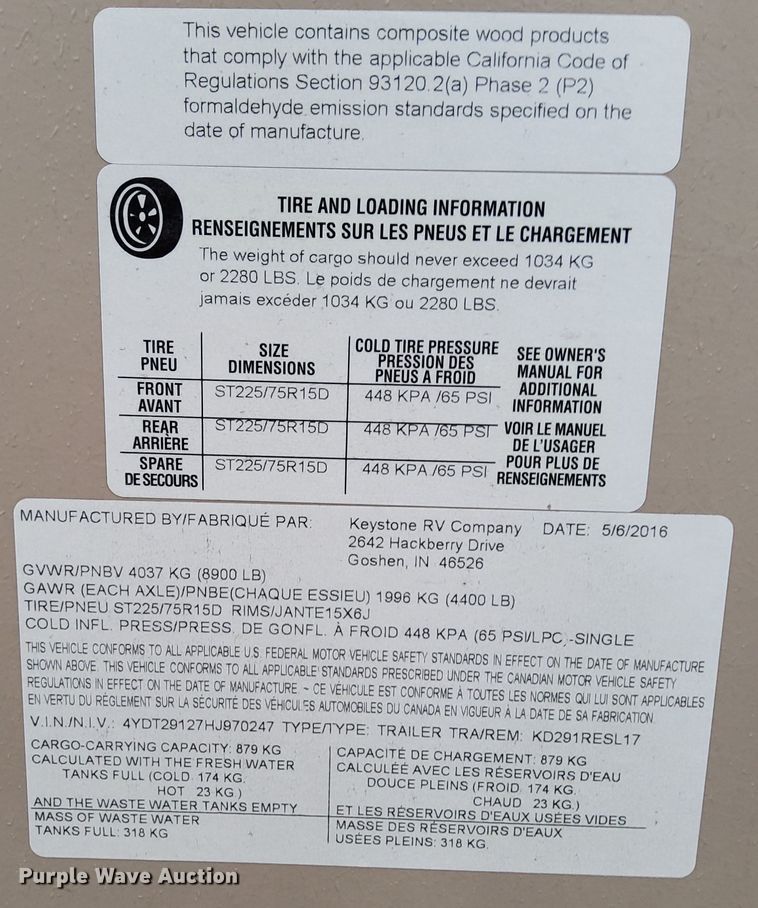 This vehicle contains composite wood products
that comply with the applicable California Code of
Regulations Section 93120.2(a) Phase 2 (P2)
formaldehyde emission standards specified on the
date of manufacture.
TIRE AND LOADING INFORMATION
RENSEIGNEMENTS SUR LES PNEUS ET LE CHARGEMENT
The weight of cargo should never exceed 1034 KG
or 2280 LBS. Le poids de chargement ne devrait
jamais excéder 1034 KG ou 2280 LBS.
TIRE
PNEU
SIZE
DIMENSIONS
COLD TIRE PRESSURE
PRESSION DES
PNEUS A FROID
FRONT
AVANT
ST225/75R15D
448 KPA /65 PSI
REAR
ARRIÈRE
ST225/75R15D
448 KPA /65 PSI
SPARE
DE SECOURS
ST225/75R15D
448 KPA /65 PSI
SEE OWNER'S
MANUAL FOR
ADDITIONAL
INFORMATION
VOIR LE MANUEL
DE L'USAGER
POUR PLUS DE
RENSEIGNEMENTS
MANUFACTURED BY/FABRIQUÉ PAR: Keystone RV Company DATE: 5/6/2016
2642 Hackberry Drive
Goshen, IN 46526
GVWR/PNBV 4037 KG (8900 LB)
GAWR (EACH AXLE)/PNBE(CHAQUE ESSIEU) 1996 KG (4400 LB)
TIRE/PNEU ST225/75R15D RIMS/JANTE15X6J
COLD INFL. PRESS/PRESS. DE GONFL. À FROID 448 KPA (65 PSI/LPC.-SINGLE
THIS VEHICLE CONFORMS TO ALL APPLICABLE U.S. FEDERAL MOTOR VEHICLE SAFETY STANDARDS IN EFFECT ON THE DATE OF MANUFACTURE
SHOWN ABOVE. THIS VEHICLE CONFORMS TO ALL APPLICABLE STANDARDS PRESCRIBED UNDER THE CANADIAN MOTOR VEHICLE SAFETY
REGULATIONS IN EFFECT ON THE DATE OF MANUFACTURE ~ CE VÉHICULE EST CONFORME À TOUTES LES NORMES QUI LUI SONT APPLICABLES
EN VERTU DU RÈGLEMENT SUR LA SÉCURITÉ DES VÉHICULES AUTOMOBILES DU CANADA EN VIGUEUR À LA DATE DE SA FABRICATION.
V.I.N./N.I.V.: 4YDT29127HJ970247 TYPE/TYPE: TRAILER TRA/REM: KD291RESL17
CARGO-CARRYING CAPACITY: 879 KG
CALCULATED WITH THE FRESH WATER
TANKS FULL (COLD 174 KG.
HOT 23 KG.)
AND THE WASTE WATER TANKS EMPTY
MASS OF WASTE WATER
TANKS FULL: 318 KG
CAPACITÉ DE CHARGEMENT: 879 KG
CALCULÉE AVEC LES RÉSERVOIRS D'EAU
DOUCE PLEINS (FROID. 174 KG.
CHAUD 23 KG.)
ET LES RÉSERVOIRS D'EAUX USÉES VIDES
MASSE DES RÉSERVOIRS D'EAUX
USÉES PLEINS: 318 KG.
Purple Wave Auction